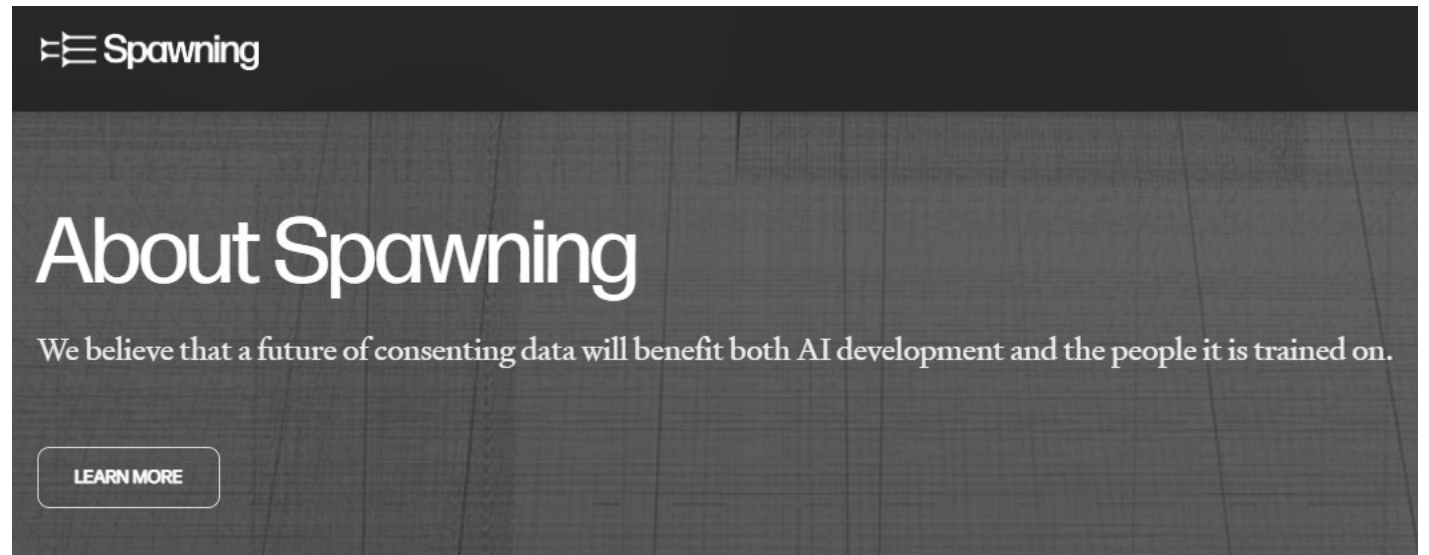 Spawning
About Spawning
We believe that a future of consenting data will benefit both AI development and the people it is trained on.
LEARN MORE